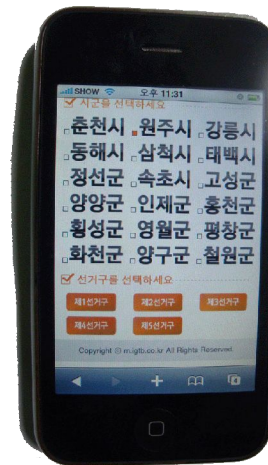 SHOW 오후 11:31
시군을 선택하세요
춘천시 원주시 강릉시
동해시 삼척시 태백시
정선군 속초시 고성군
양양군 인제군 홍천군
횡성군 영월군 평창군
화천군 양구군 철원군
선거구를 선택하세요
제1선거구 제2선거구 제3선거구
제4선거구 제5선거구
Copyright ⓒ m.igtb.co.kr All Rights Reserved.